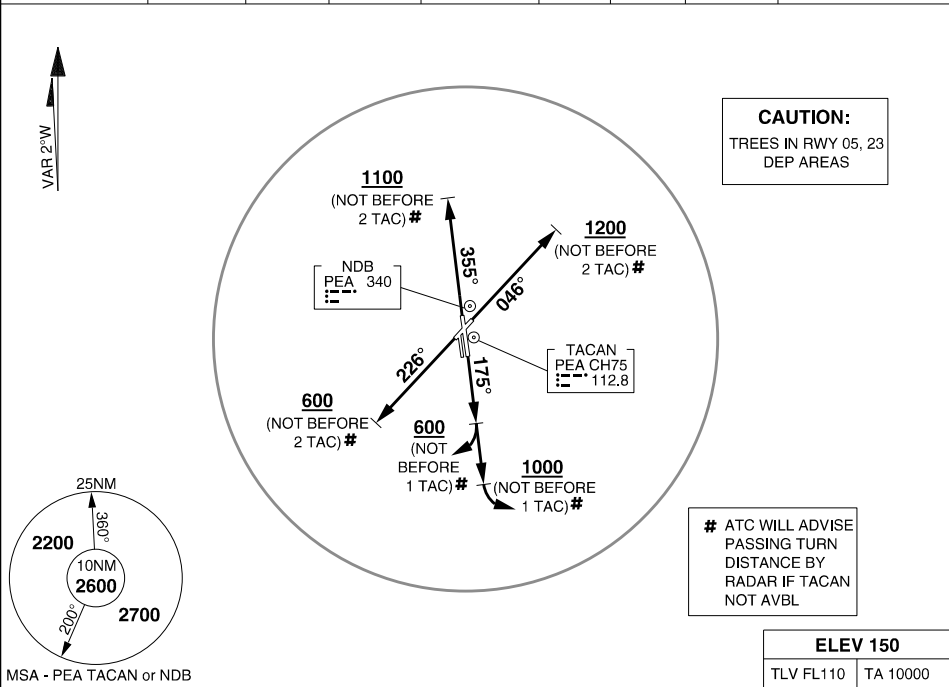 VAR 2°W
CAUTION:
TREES IN RWY 05, 23
DEP AREAS
1100
(NOT BEFORE
2 TAC)#
1200
(NOT BEFORE
2 TAC)#
355°
046°
NDB
PEA 340
TACAN
PEA CH75
112.8
226°
175°
600
(NOT BEFORE
2 TAC)#
600
(NOT
BEFORE
1 TAC)#
1000
(NOT BEFORE
1 TAC)#
25NM
360°
2200
10NM
2600
2700
200°
MSA - PEA TACAN or NDB
# ATC WILL ADVISE
PASSING TURN
DISTANCE BY
RADAR IF TACAN
NOT AVBL
ELEV 150
TLV FL110
TA 10000